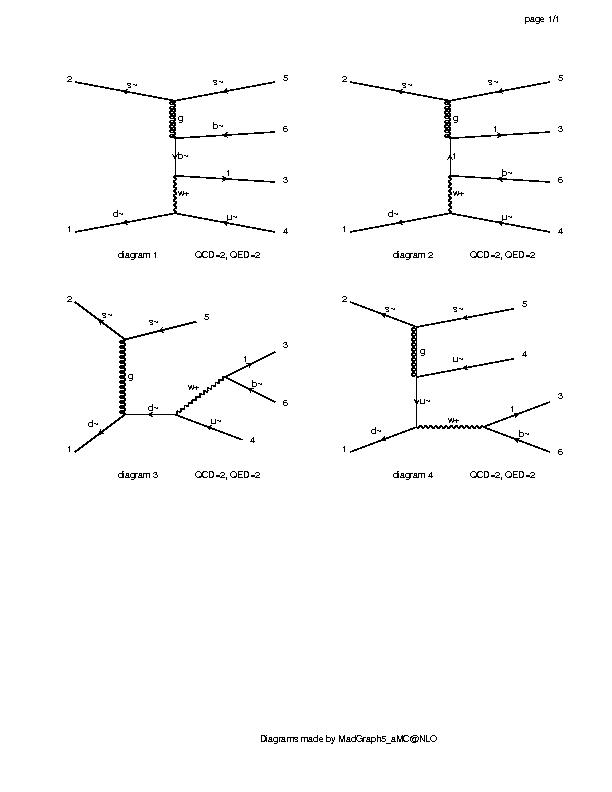 page 1/1
2
s~
s~
5
g
b~
6
b~
t
3
w+
d~
u~
1
4
diagram 1 QCD=2, QED=2
2
s~
s~
5
g
t
3
t
b~
6
w+
d~
u~
1
4
diagram 2 QCD=2, QED=2
2
s~
s~
5
t
3
g
w+
b~
6
d~
d~
u~
1
4
diagram 3 QCD=2, QED=2
2
s~
s~
5
g
u~
4
u~
t
3
w+
d~
b~
1
6
diagram 4 QCD=2, QED=2
Diagrams made by MadGraph5_aMC@NLO